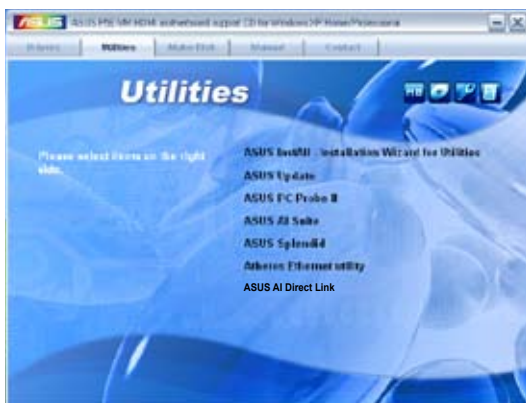 ASUS
ASUS P5E-VM HDMI motherboard support CD for Windows XP Home/Professional
Drivers Utilities Make Disk Manual Contact
Utilities
Please select items on the right side.
ASUS InstAll - Installation Wizard for Utilities
ASUS Update
ASUS PC Probe II
ASUS AI Suite
ASUS Splendid
Atheros Ethernet utility
ASUS AI Direct Link